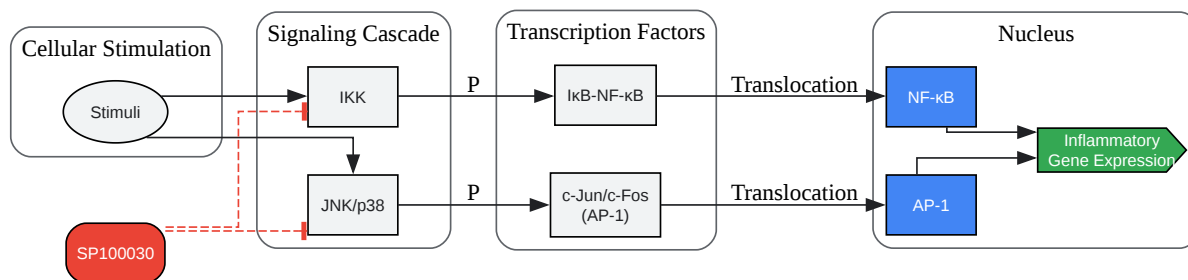 Cellular Stimulation
Signaling Cascade
Transcription Factors
Nucleus
Stimuli
IKK
P
IκB-NF-κB
Translocation
NF-κB
Inflammatory
Gene Expression
JNK/p38
P
c-Jun/c-Fos
(AP-1)
Translocation
AP-1
SP100030